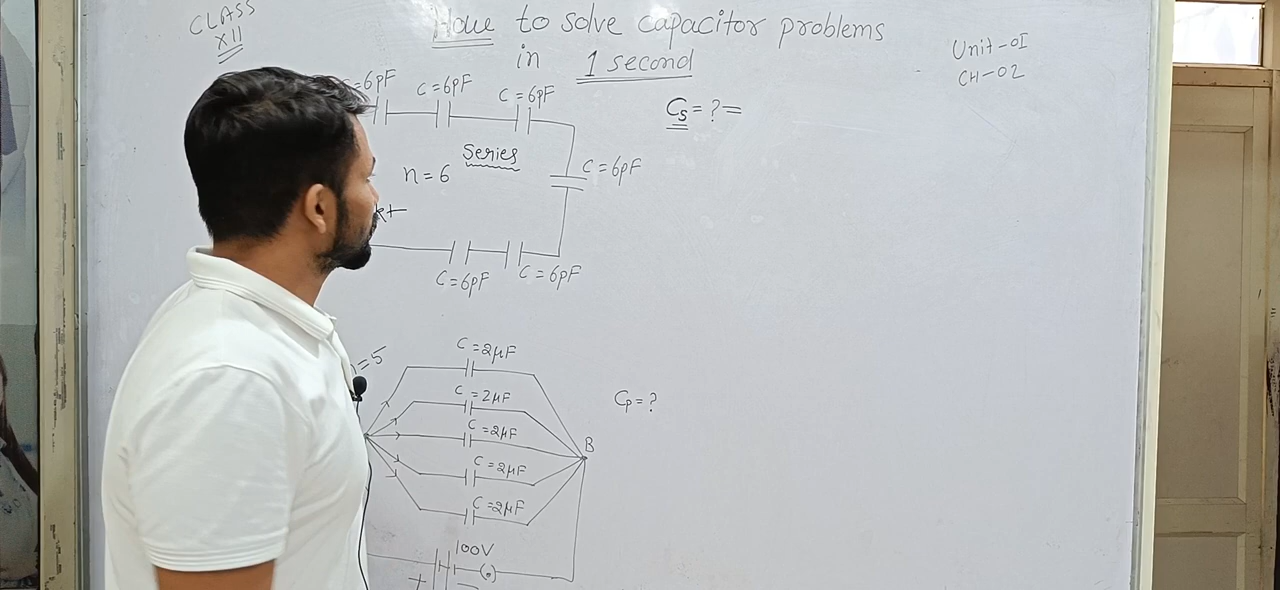 CLASS
XII
How to solve capacitor problems
in 1 second
Unit-01
CH-02
C=6pF C=6pF
=6pF
Cs = ? =
Series
n=6
C=6pF
C=6pF C=6pF
=5
C=2μF
C=2μF
C=2μF
C=2μF
C=2μF
B
Cp=?
100V
+